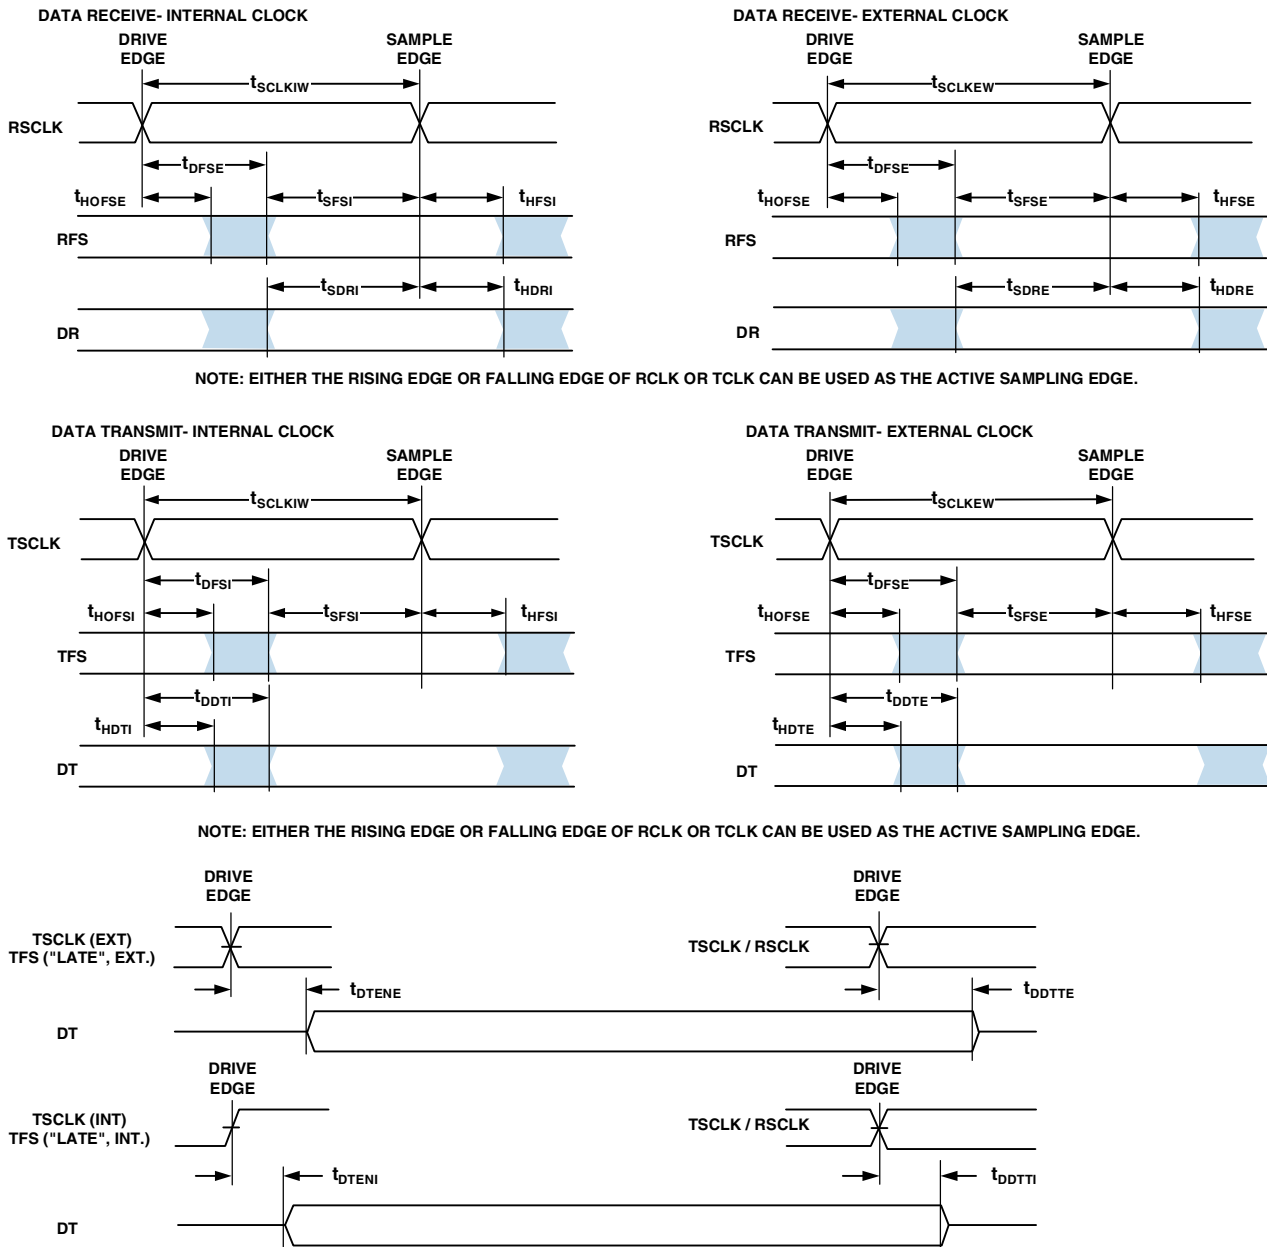 DATA RECEIVE- INTERNAL CLOCK
DRIVE EDGE
SAMPLE EDGE
tSCLKIW
RSCLK
tDFSE
tHOFSE
tSFSI
tHFSI
RFS
tSDRI
tHDRI
DR
DATA RECEIVE- EXTERNAL CLOCK
DRIVE EDGE
SAMPLE EDGE
tSCLKEW
RSCLK
tDFSE
tHOFSE
tSFSE
tHFSE
RFS
tSDRE
tHDRE
DR
NOTE: EITHER THE RISING EDGE OR FALLING EDGE OF RCLK OR TCLK CAN BE USED AS THE ACTIVE SAMPLING EDGE.
DATA TRANSMIT- INTERNAL CLOCK
DRIVE EDGE
SAMPLE EDGE
tSCLKIW
TSCLK
tDFSI
tHOFSI
tSFSI
tHFSI
TFS
tDDTI
tHDTI
DT
DATA TRANSMIT- EXTERNAL CLOCK
DRIVE EDGE
SAMPLE EDGE
tSCLKEW
TSCLK
tDFSE
tHOFSE
tSFSE
tHFSE
TFS
tDDTE
tHDTE
DT
NOTE: EITHER THE RISING EDGE OR FALLING EDGE OF RCLK OR TCLK CAN BE USED AS THE ACTIVE SAMPLING EDGE.
DRIVE EDGE
DRIVE EDGE
TSCLK (EXT)
TFS ("LATE", EXT.)
TSCLK / RSCLK
tDTENE
tDDTTE
DT
DRIVE EDGE
DRIVE EDGE
TSCLK (INT)
TFS ("LATE", INT.)
TSCLK / RSCLK
tDTENI
tDDTTI
DT